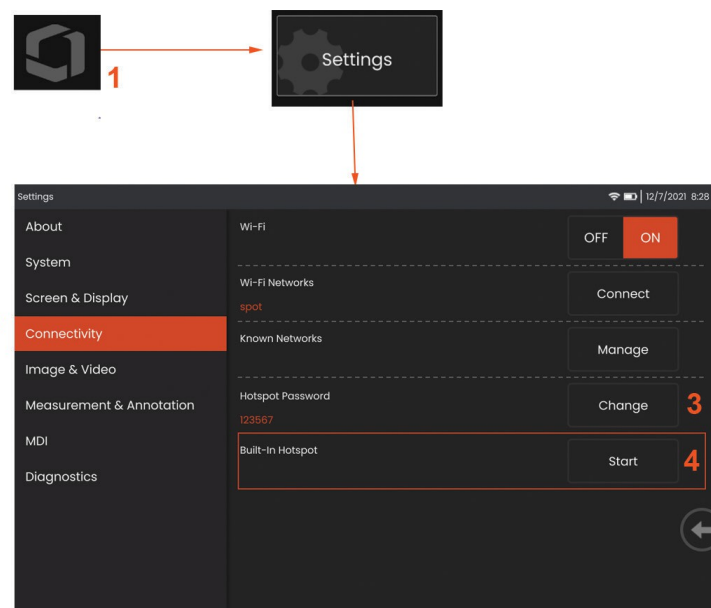 1
Settings
Settings
12/7/2021 8:28
About
System
Screen & Display
Connectivity
Image & Video
Measurement & Annotation
MDI
Diagnostics
Wi-Fi
OFF ON
Wi-Fi Networks
spot
Connect
Known Networks
Manage
Hotspot Password
123567
Change
3
Built-In Hotspot
Start
4